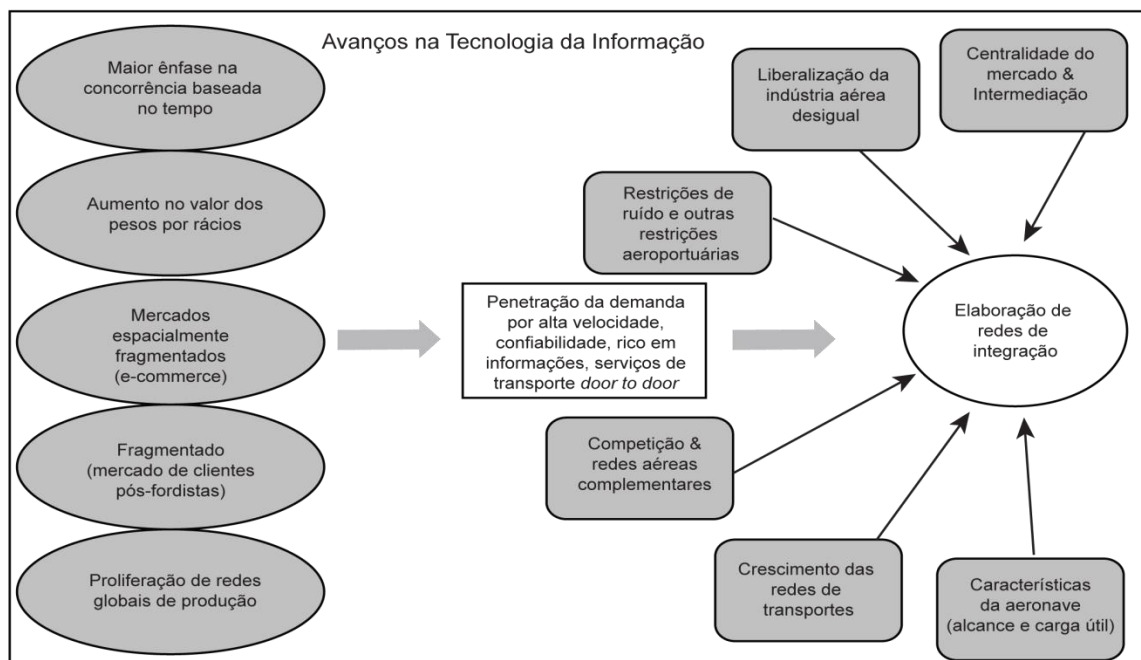 Avanços na Tecnologia da Informação
Maior ênfase na
concorrência baseada
no tempo
Aumento no valor dos
pesos por rácios
Mercados
espacialmente
fragmentados
(e-commerce)
Fragmentado
(mercado de clientes
pós-fordistas)
Proliferação de redes
globais de produção
Penetração da demanda
por alta velocidade,
confiabilidade, rico em
informações, serviços de
transporte door to door
Liberalização da
indústria aérea
desigual
Centralidade do
mercado &
Intermediação
Restrições de
ruído e outras
restrições
aeroportuárias
Elaboração de
redes de
integração
Competição &
redes aéreas
complementares
Crescimento das
redes de
transportes
Características
da aeronave
(alcance e carga útil)